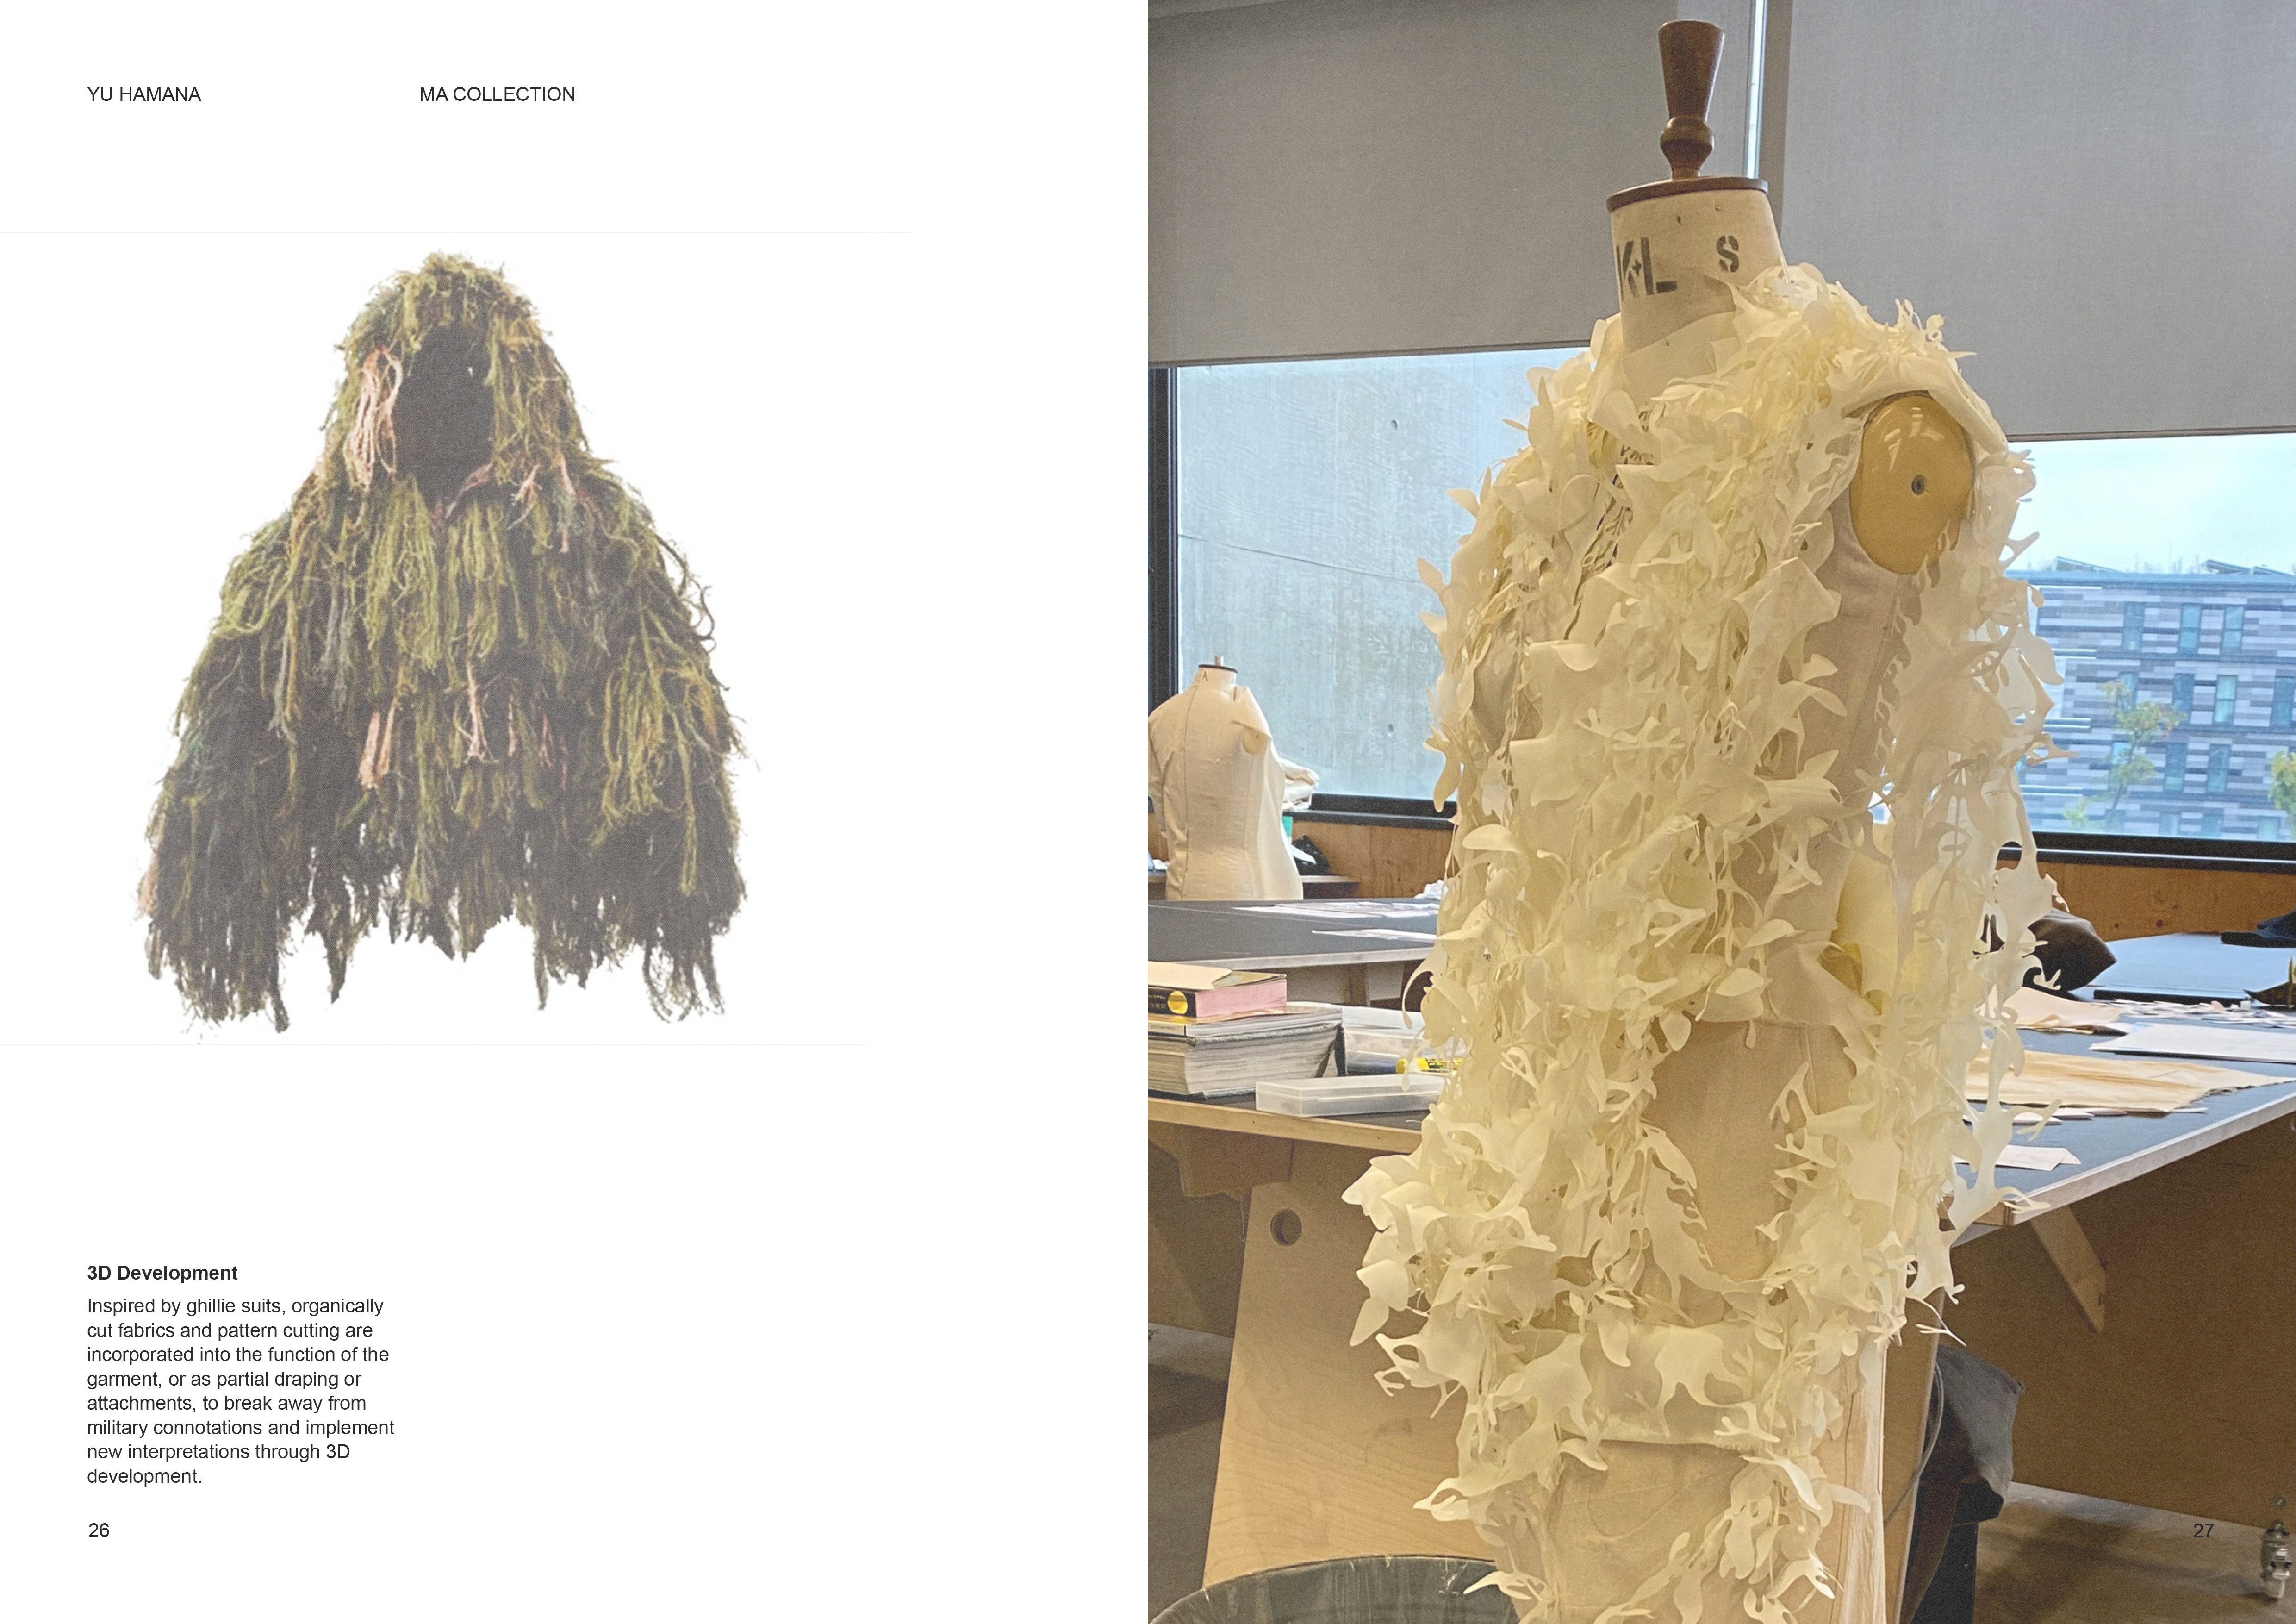 YU HAMANA
MA COLLECTION
3D Development
Inspired by ghillie suits, organically
cut fabrics and pattern cutting are
incorporated into the function of the
garment, or as partial draping or
attachments, to break away from
military connotations and implement
new interpretations through 3D
development.
26
K+L S
27